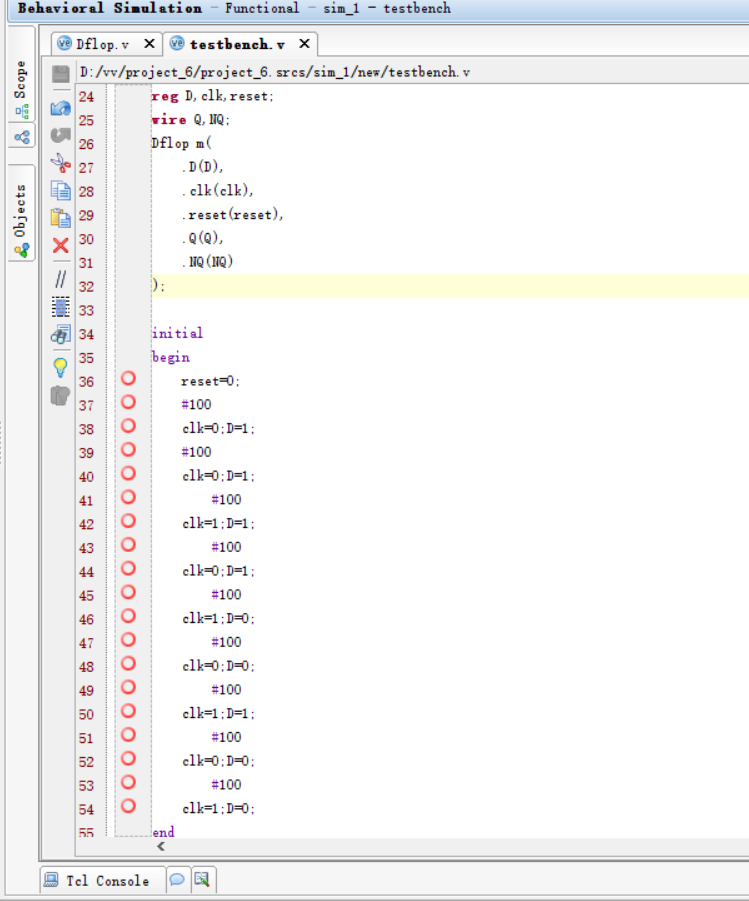 Behavioral Simulation - Functional - sim_1 - testbench
Dflop.v × testbench.v ×
D:/vv/project_6/project_6.srcs/sim_1/new/testbench.v
Scope
Objects
24 reg D,clk,reset;
25 wire Q,NQ;
26 Dflop m(
27 .D(D),
28 .clk(clk),
29 .reset(reset),
30 .Q(Q),
31 .NQ(NQ)
32 );
33
34 initial
35 begin
36 reset=0;
37 #100
38 clk=0;D=1;
39 #100
40 clk=0;D=1;
41 #100
42 clk=1;D=1;
43 #100
44 clk=0;D=1;
45 #100
46 clk=1;D=0;
47 #100
48 clk=0;D=0;
49 #100
50 clk=1;D=1;
51 #100
52 clk=0;D=0;
53 #100
54 clk=1;D=0;
55 end
Tcl Console